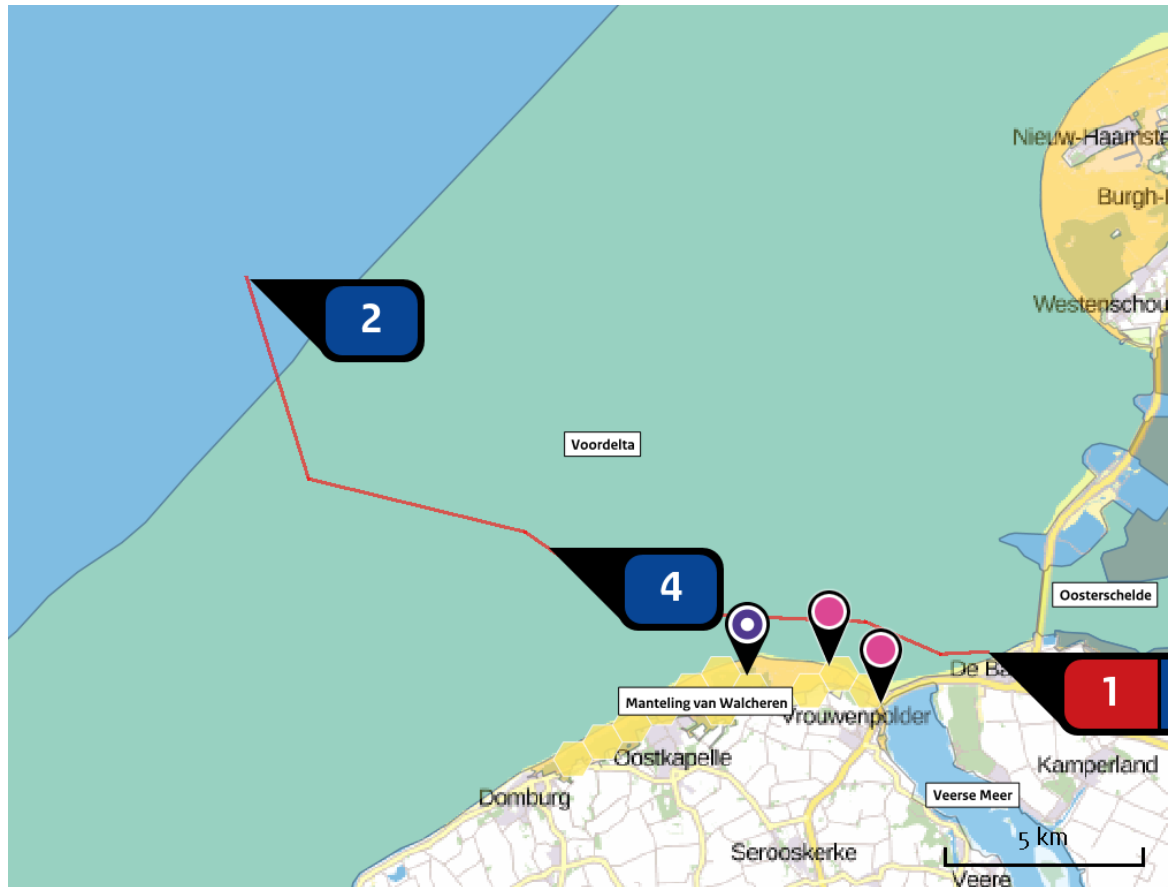 Nieuw-Haamste
Burgh-
Westenschou
2
Voordelta
4
Oosterschelde
De Ba
1
Manteling van Walcheren
Vrouwenpolder
Oostkapelle
Kamperland
Domburg
Veerse Meer
5 km
Serooskerke
Veere